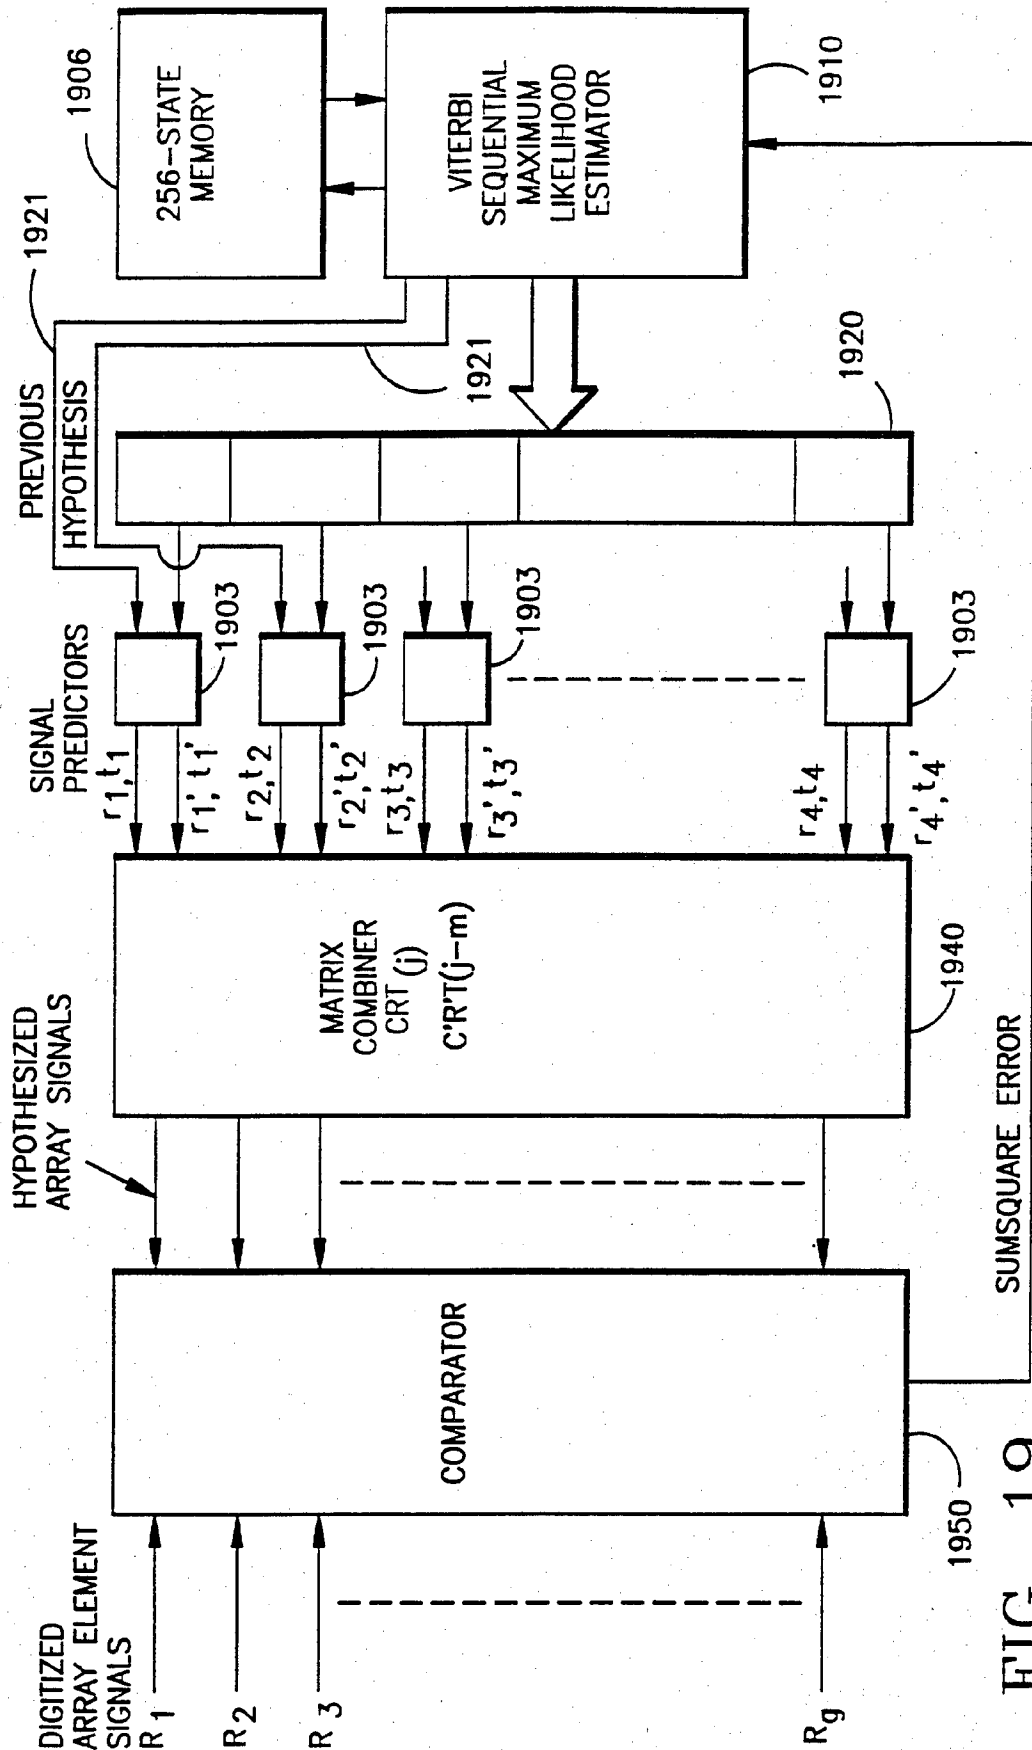 DIGITIZED
ARRAY ELEMENT
SIGNALS
R1
R2
R3
Rg
COMPARATOR
1950
HYPOTHESIZED
ARRAY SIGNALS
MATRIX
COMBINER
CRT (j)
C'R'T(j-m)
1940
SUMSQUARE ERROR
SIGNAL
PREDICTORS
r1,t1
r1',t1'
r2,t2
r2',t2'
r3,t3
r3',t3'
r4,t4
r4',t4'
1903
1903
1903
1903
PREVIOUS
HYPOTHESIS
1921
1921
1920
1906
256-STATE
MEMORY
VITERBI
SEQUENTIAL
MAXIMUM
LIKELIHOOD
ESTIMATOR
1910
FIG. 19